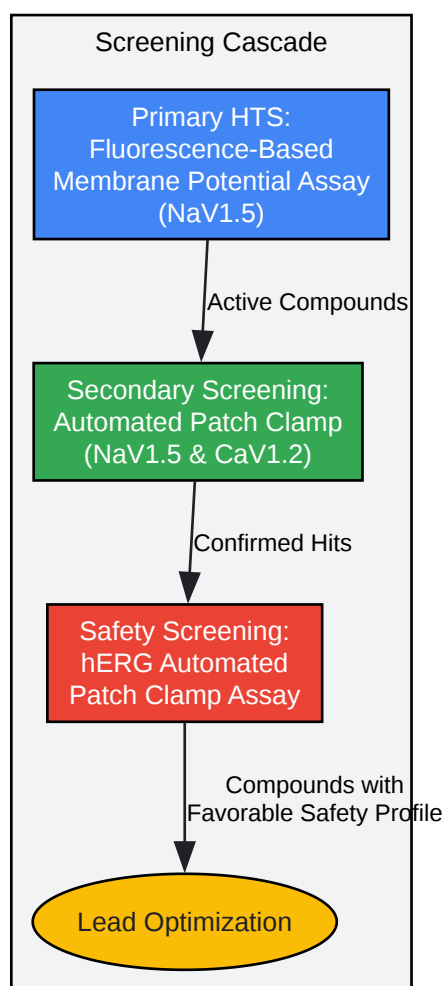 Screening Cascade
Primary HTS:
Fluorescence-Based
Membrane Potential Assay
(NaV1.5)
Active Compounds
Secondary Screening:
Automated Patch Clamp
(NaV1.5 & CaV1.2)
Confirmed Hits
Safety Screening:
hERG Automated
Patch Clamp Assay
Compounds with
Favorable Safety Profile
Lead Optimization